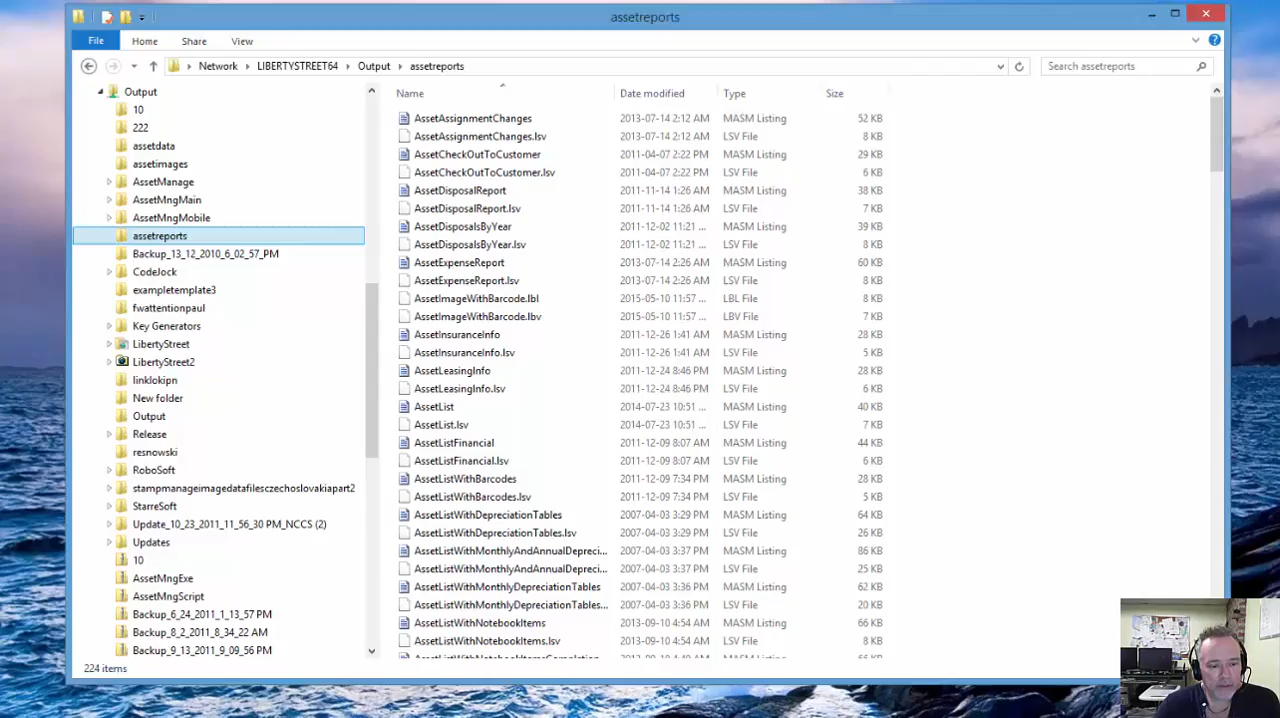 assetreports
File Home Share View
Network LIBERTYSTREET64 Output assetreports Search assetreports
Name Date modified Type Size
Output
10
222
assetdata
assetimages
AssetManage
AssetMngMain
AssetMngMobile
assetreports
Backup_13_12_2010_6_02_57_PM
CodeJock
exampletemplate3
fwattentionpaul
Key Generators
LibertyStreet
LibertyStreet2
linklokipn
New folder
Output
Release
resnowski
RoboSoft
stampmanageimagedatafilesczechoslovakiapart2
StarreSoft
Update_10_23_2011_11_56_30 PM_NCCS (2)
Updates
10
AssetMngExe
AssetMngScript
Backup_6_24_2011_1_13_57 PM
Backup_8_2_2011_8_34_22 AM
Backup_9_13_2011_9_09_56 PM
AssetAssignmentChanges 2013-07-14 2:12 AM MASM Listing 52 KB
AssetAssignmentChanges.lsv 2013-07-14 2:12 AM LSV File 8 KB
AssetCheckOutToCustomer 2011-04-07 2:22 PM MASM Listing 29 KB
AssetCheckOutToCustomer.lsv 2011-04-07 2:22 PM LSV File 6 KB
AssetDisposalReport 2011-11-14 1:26 AM MASM Listing 38 KB
AssetDisposalReport.lsv 2011-11-14 1:26 AM LSV File 7 KB
AssetDisposalsByYear 2011-12-02 11:21 ... MASM Listing 39 KB
AssetDisposalsByYear.lsv 2011-12-02 11:21 ... LSV File 8 KB
AssetExpenseReport 2013-07-14 2:26 AM MASM Listing 60 KB
AssetExpenseReport.lsv 2013-07-14 2:26 AM LSV File 8 KB
AssetImageWithBarcode.lbl 2015-05-10 11:57 ... LBL File 8 KB
AssetImageWithBarcode.lbv 2015-05-10 11:57 ... LBV File 7 KB
AssetInsuranceInfo 2011-12-26 1:41 AM MASM Listing 28 KB
AssetInsuranceInfo.lsv 2011-12-26 1:41 AM LSV File 5 KB
AssetLeasingInfo 2011-12-24 8:46 PM MASM Listing 28 KB
AssetLeasingInfo.lsv 2011-12-24 8:46 PM LSV File 6 KB
AssetList 2014-07-23 10:51 ... MASM Listing 40 KB
AssetList.lsv 2014-07-23 10:51 ... LSV File 7 KB
AssetListFinancial 2011-12-09 8:07 AM MASM Listing 44 KB
AssetListFinancial.lsv 2011-12-09 8:07 AM LSV File 6 KB
AssetListWithBarcodes 2011-12-09 7:34 PM MASM Listing 28 KB
AssetListWithBarcodes.lsv 2011-12-09 7:34 PM LSV File 5 KB
AssetListWithDepreciationTables 2007-04-03 3:29 PM MASM Listing 64 KB
AssetListWithDepreciationTables.lsv 2007-04-03 3:29 PM LSV File 26 KB
AssetListWithMonthlyAndAnnualDepreci... 2007-04-03 3:37 PM MASM Listing 86 KB
AssetListWithMonthlyAndAnnualDepreci... 2007-04-03 3:37 PM LSV File 25 KB
AssetListWithMonthlyDepreciationTables 2007-04-03 3:36 PM MASM Listing 62 KB
AssetListWithMonthlyDepreciationTables... 2007-04-03 3:36 PM LSV File 20 KB
AssetListWithNotebookItems 2013-09-10 4:54 AM MASM Listing 66 KB
AssetListWithNotebookItems.lsv 2013-09-10 4:54 AM LSV File 8 KB
224 items